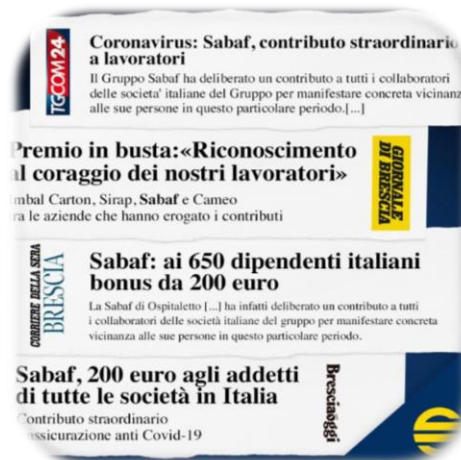 TGCOM24
Coronavirus: Sabaf, contributo straordinario
a lavoratori
Il Gruppo Sabaf ha deliberato un contributo a tutti i collaboratori
delle societa' italiane del Gruppo per manifestare concreta vicinanz
alle sue persone in questo particolare periodo.[...]
Premio in busta:«Riconoscimento
al coraggio dei nostri lavoratori»
mbal Carton, Sirap, Sabaf e Cameo
ra le aziende che hanno erogato i contributi
GIORNALE
DI BRESCIA
CORRIERE DELLA SERA
BRESCIA
Sabaf: ai 650 dipendenti italiani
bonus da 200 euro
La Sabaf di Ospitaletto [...] ha infatti deliberato un contributo a tutti
i collaboratori delle società italiane del gruppo per manifestare concreta
vicinanza alle sue persone in questo particolare periodo.
Sabaf, 200 euro agli addetti
di tutte le società in Italia
Contributo straordinario
assicurazione anti Covid-19
Bresciaoggi